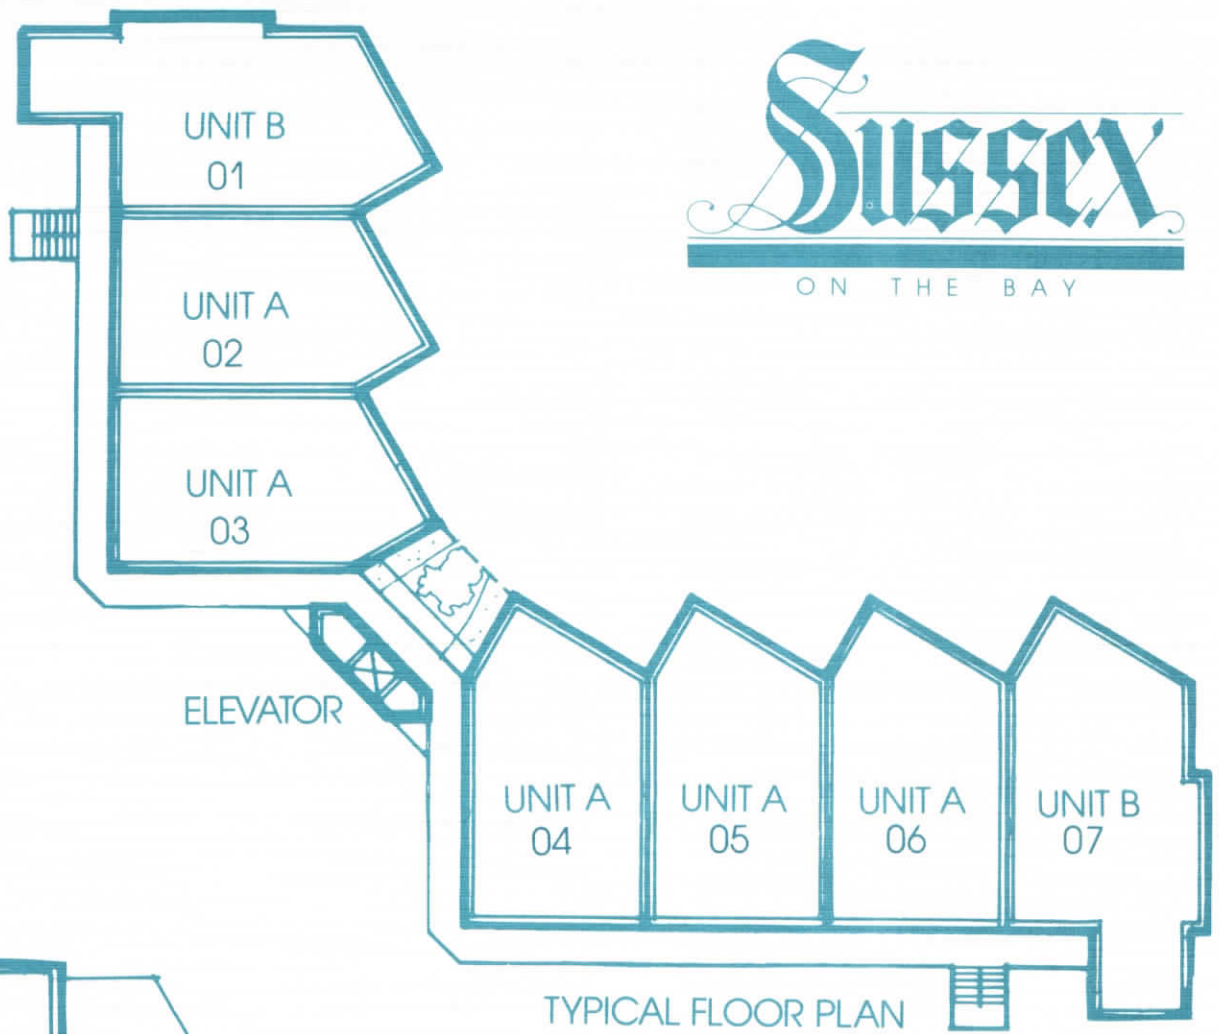 Sussex
ON THE BAY
UNIT B
01
UNIT A
02
UNIT A
03
ELEVATOR
UNIT A
04
UNIT A
05
UNIT A
06
UNIT B
07
TYPICAL FLOOR PLAN